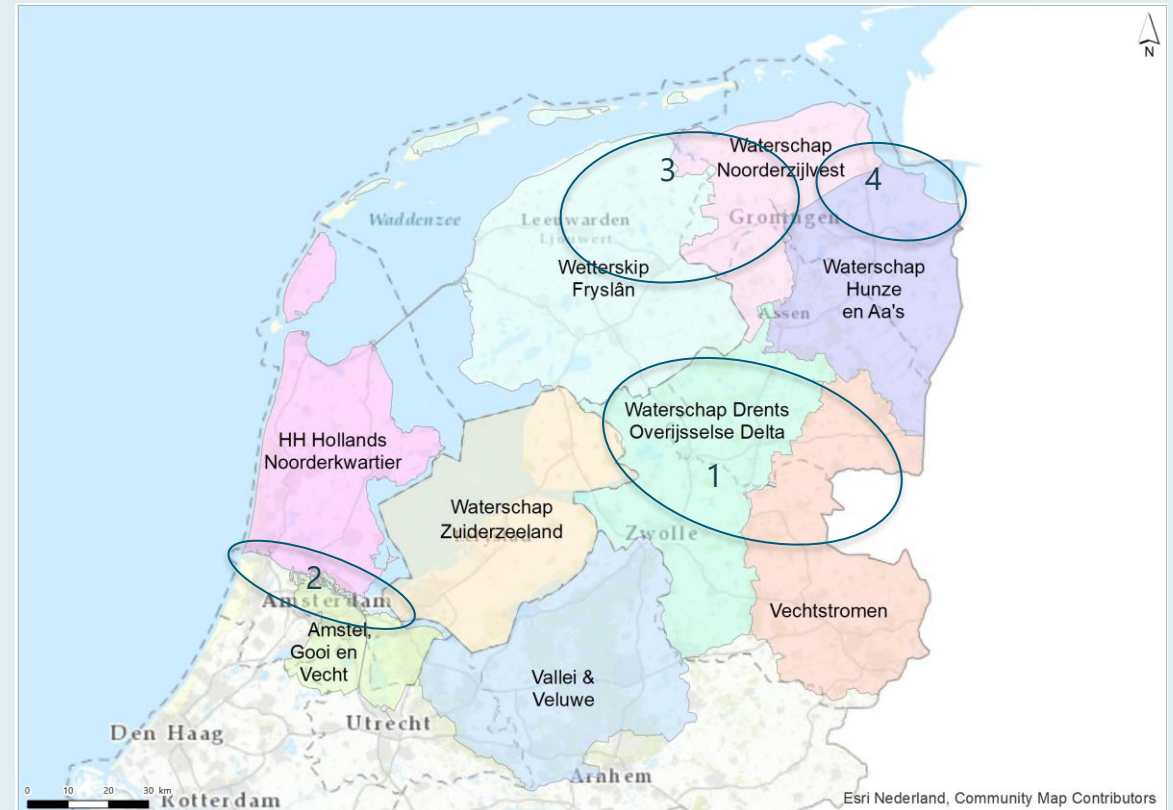 N
Waterschap
Noorderzijlvest
3
4
Waddenzee
Leeuwarden
Ljouwert
Groningen
Wetterskip
Fryslân
Waterschap
Hunze
en Aa's
Assen
Waterschap Drents
Overijsselse Delta
1
HH Hollands
Noorderkwartier
Waterschap
Zuiderzeeland
Lelystad
Zwolle
2
Amsterdam
Amstel,
Gooi en
Vecht
Vechtstromen
Vallei &
Veluwe
Utrecht
Den Haag
Arnhem
0 10 20 30 km
Rotterdam
Esri Nederland, Community Map Contributors